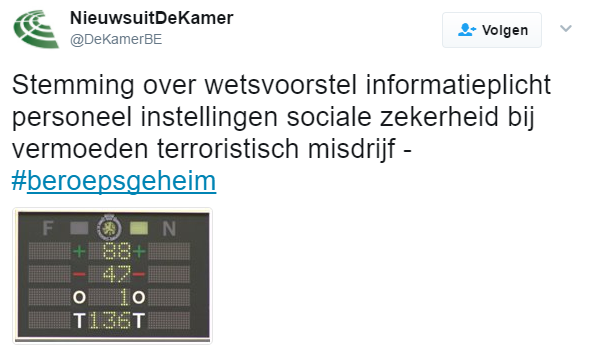 NieuwsuitDeKamer
@DeKamerBE
Volgen
Stemming over wetsvoorstel informatieplicht
personeel instellingen sociale zekerheid bij
vermoeden terroristisch misdrijf -
#beroepsgeheim
F N
+ 88 +
- 47 -
O 1 O
T 136 T